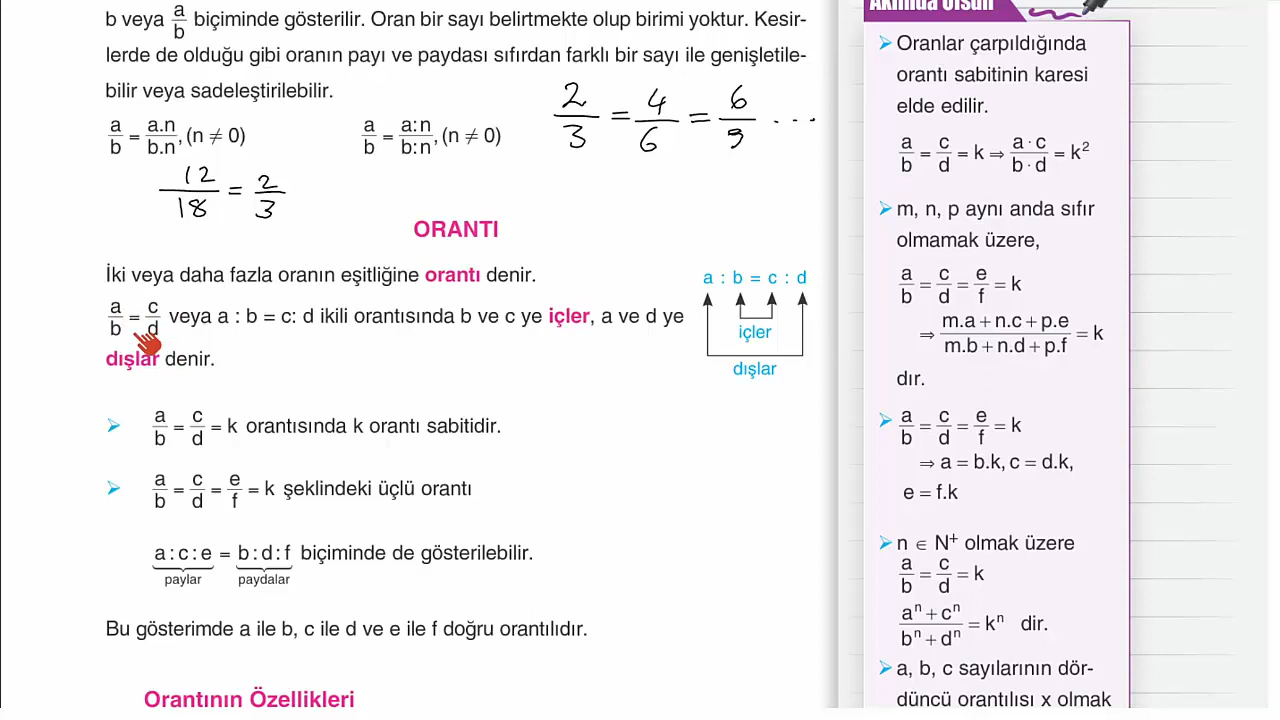 b veya a/b biçiminde gösterilir. Oran bir sayı belirtmekte olup birimi yoktur. Kesir-
lerde de olduğu gibi oranın payı ve paydası sıfırdan farklı bir sayı ile genişletile-
bilir veya sadeleştirilebilir.
a/b = a.n/b.n, (n ≠ 0) a/b = a:n/b:n, (n ≠ 0)
2/3 = 4/6 = 6/9 ...
12/18 = 2/3
ORANTI
İki veya daha fazla oranın eşitliğine orantı denir.
a/b = c/d veya a : b = c: d ikili orantısında b ve c ye içler, a ve d ye
dışlar denir.
a : b = c : d
içler
dışlar
➢ a/b = c/d = k orantısında k orantı sabitidir.
➢ a/b = c/d = e/f = k şeklindeki üçlü orantı
a : c : e = b : d : f biçiminde de gösterilebilir.
paylar paydalar
Bu gösterimde a ile b, c ile d ve e ile f doğru orantılıdır.
Orantının Özellikleri
Aklında Olsun
➢ Oranlar çarpıldığında
orantı sabitinin karesi
elde edilir.
a/b = c/d = k ⇒ a · c/b · d = k²
➢ m, n, p aynı anda sıfır
olmamak üzere,
a/b = c/d = e/f = k
⇒ m.a + n.c + p.e/m.b + n.d + p.f = k
dır.
➢ a/b = c/d = e/f = k
⇒ a = b.k, c = d.k,
e = f.k
➢ n ∈ N⁺ olmak üzere
a/b = c/d = k
aⁿ + cⁿ/bⁿ + dⁿ = kⁿ dir.
➢ a, b, c sayılarının dör-
düncü orantılısı x olmak